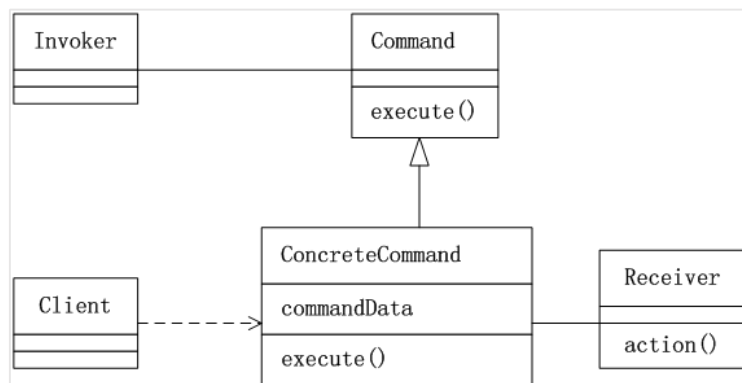 Invoker
Command
execute()
ConcreteCommand
commandData
execute()
Client
Receiver
action()